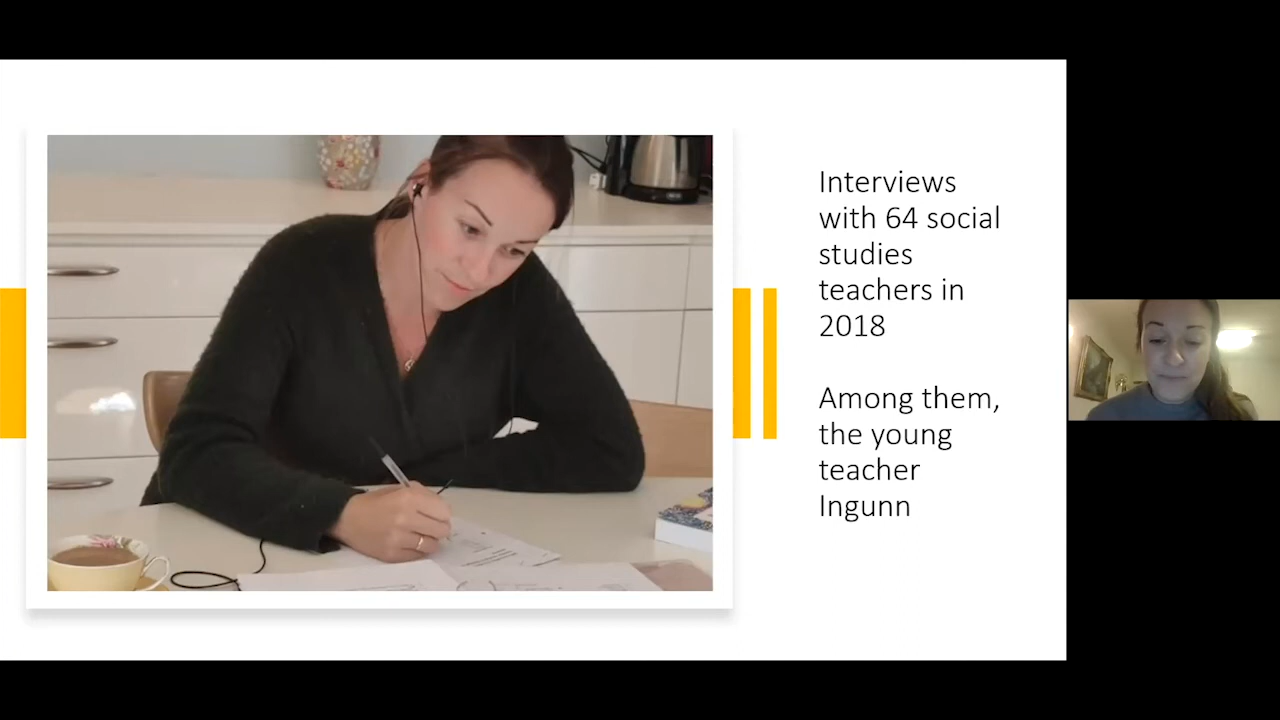 Interviews
with 64 social
studies
teachers in
2018
Among them,
the young
teacher
Ingunn